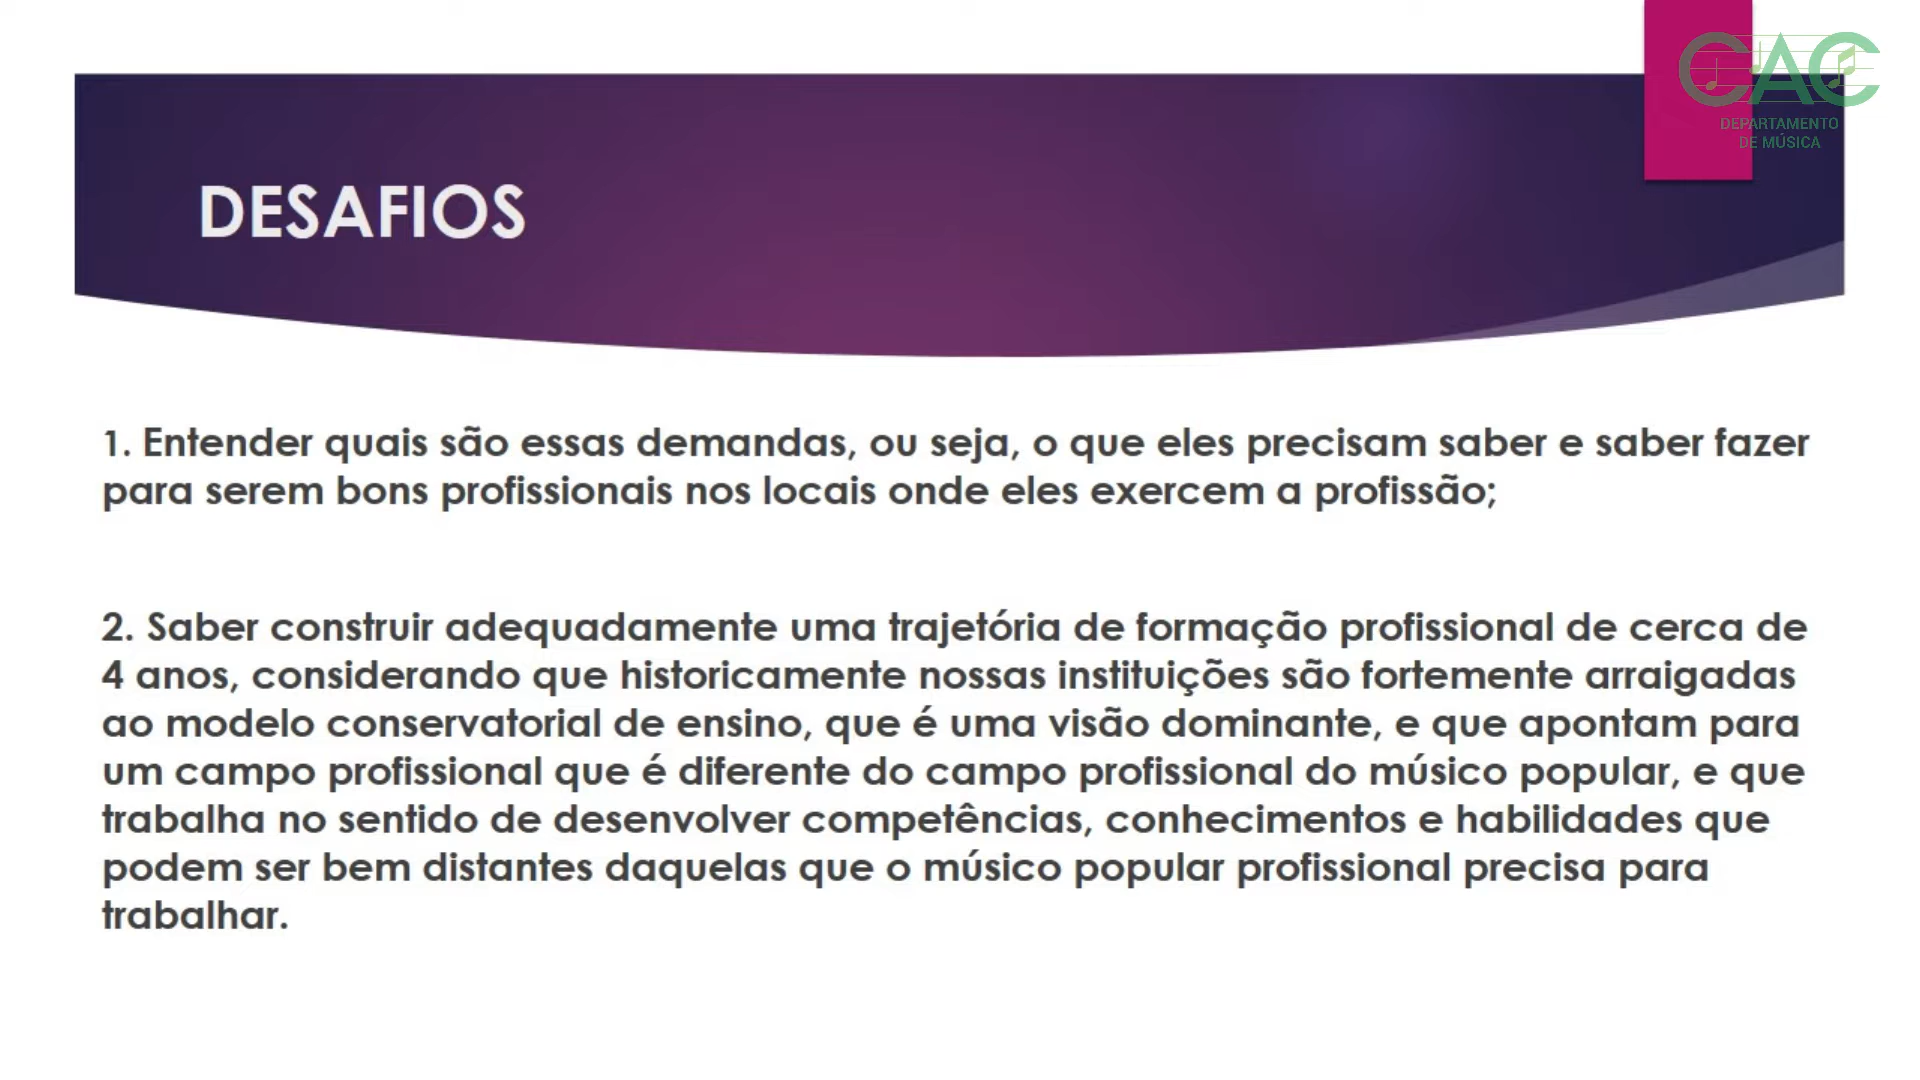 CAC
DEPARTAMENTO
DE MÚSICA
DESAFIOS
1. Entender quais são essas demandas, ou seja, o que eles precisam saber e saber fazer
para serem bons profissionais nos locais onde eles exercem a profissão;
2. Saber construir adequadamente uma trajetória de formação profissional de cerca de
4 anos, considerando que historicamente nossas instituições são fortemente arraigadas
ao modelo conservatorial de ensino, que é uma visão dominante, e que apontam para
um campo profissional que é diferente do campo profissional do músico popular, e que
trabalha no sentido de desenvolver competências, conhecimentos e habilidades que
podem ser bem distantes daquelas que o músico popular profissional precisa para
trabalhar.